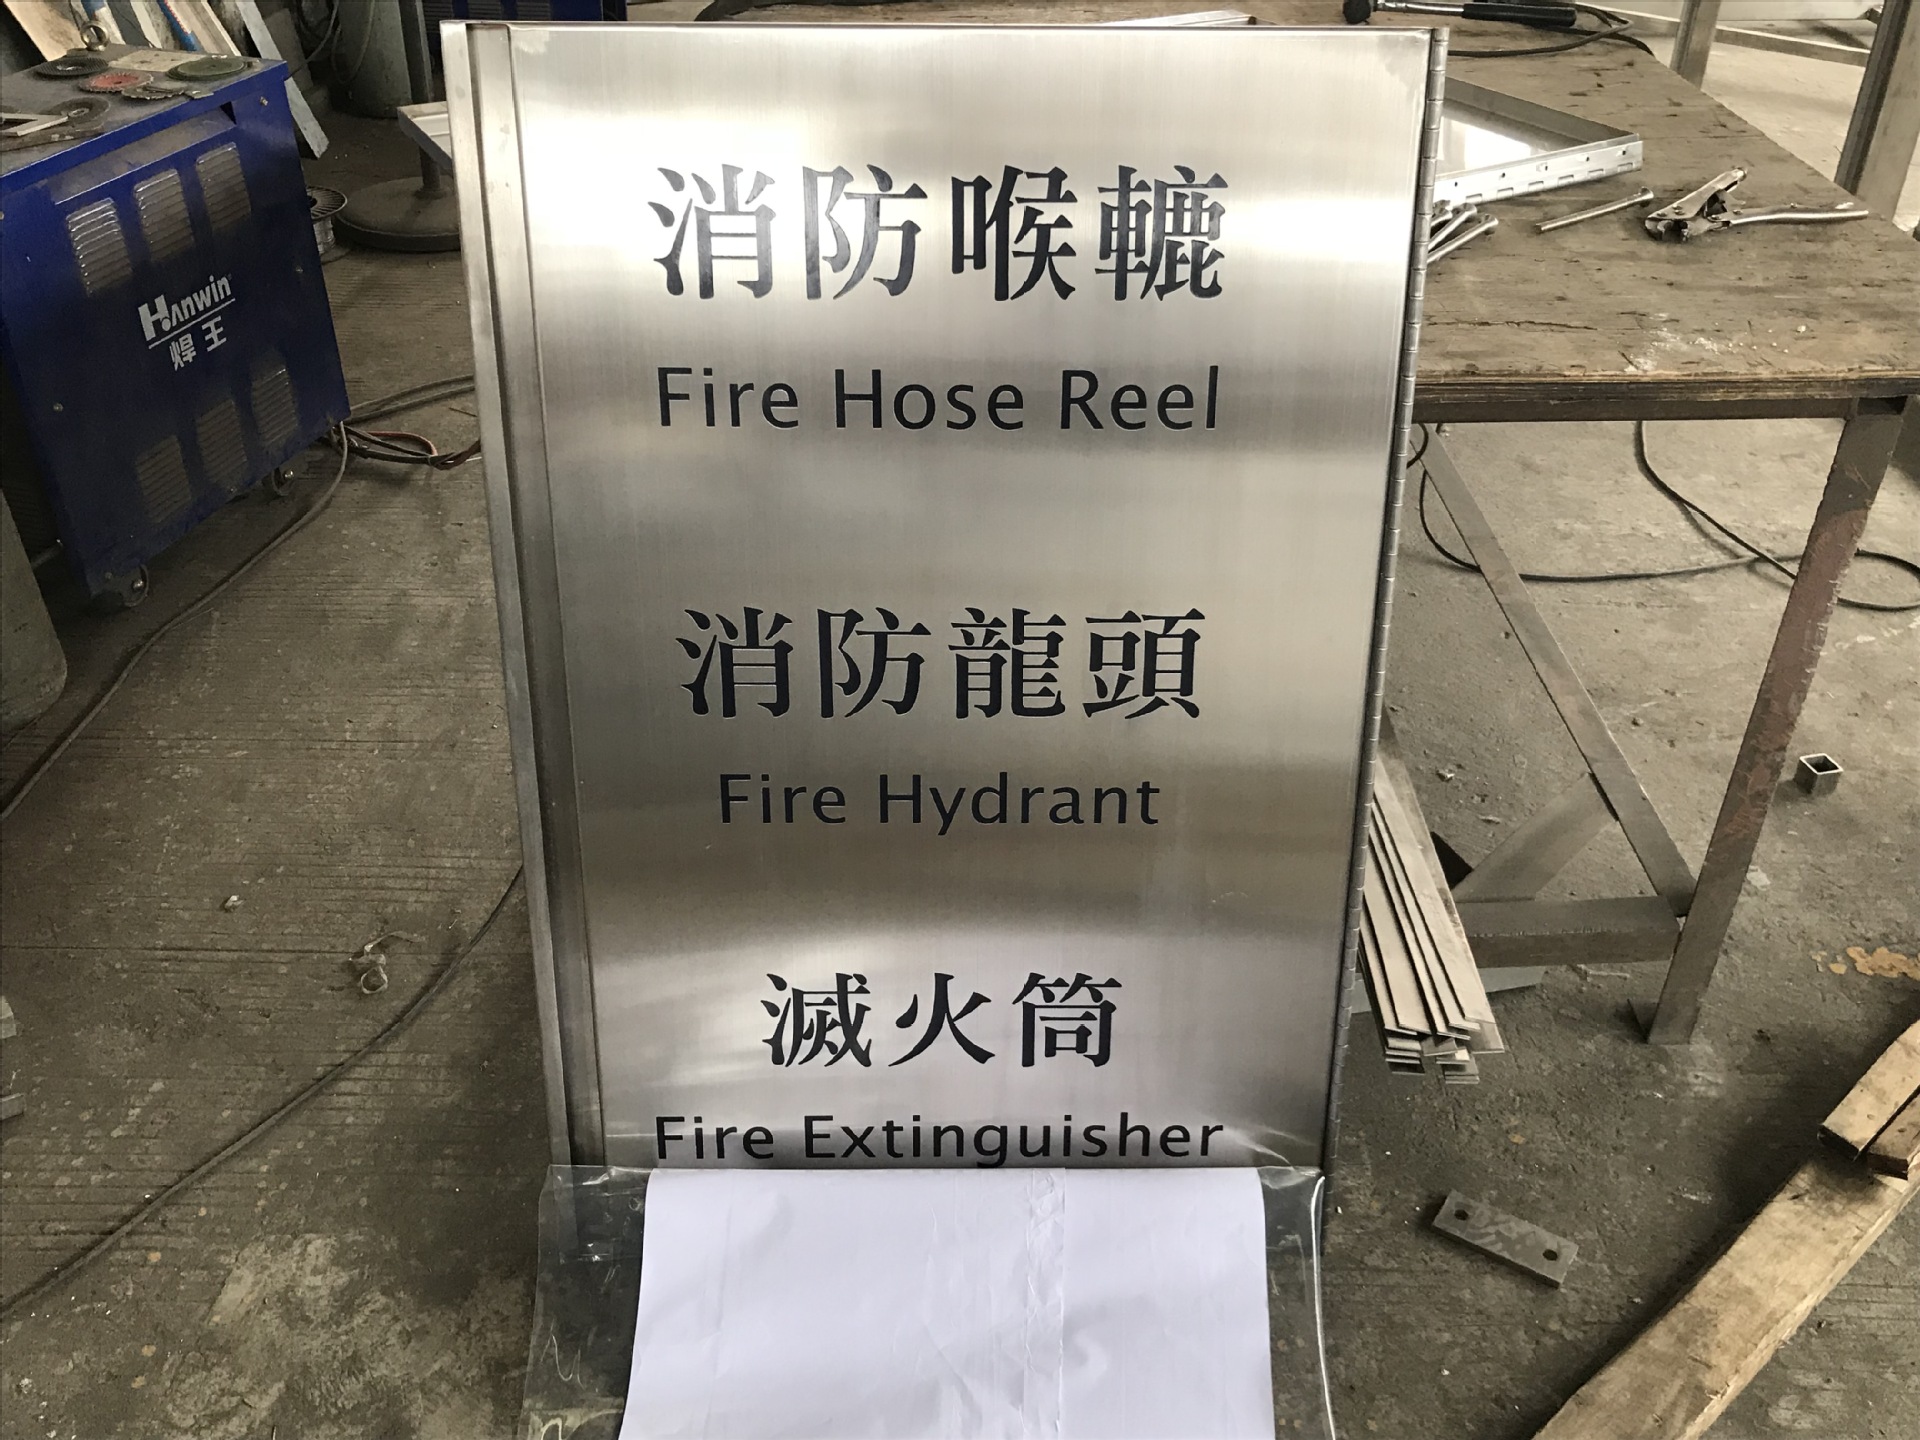 消防喉轆
Fire Hose Reel
消防龍頭
Fire Hydrant
滅火筒
Fire Extinguisher
Hanwin
焊王